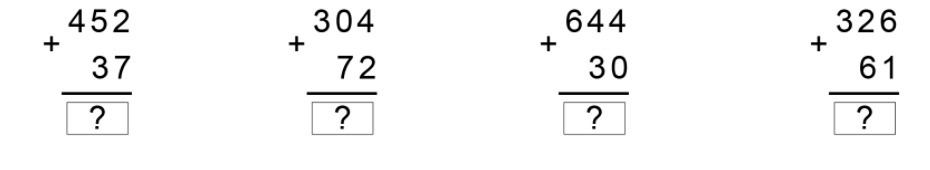 452 304 644 326
+ + + +
37 72 30 61
? ? ? ?